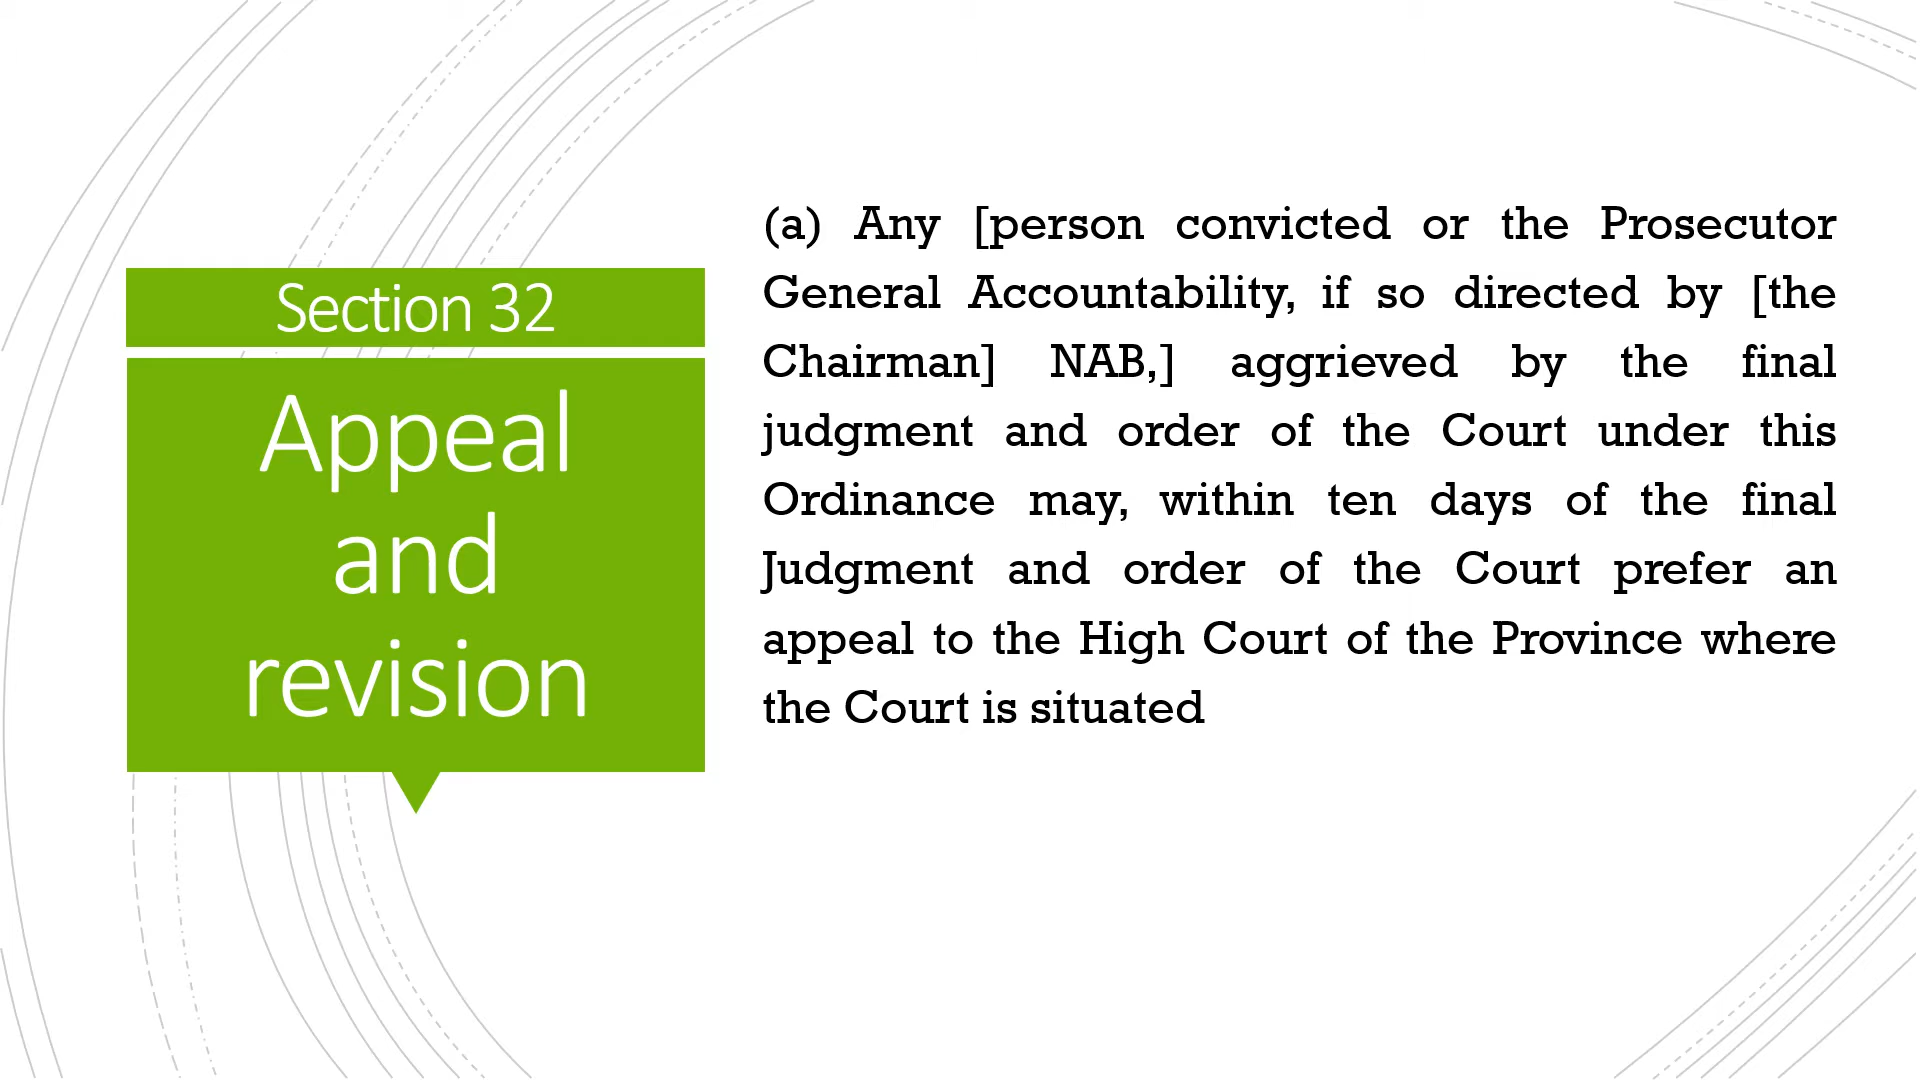 Section 32
Appeal
and
revision
(a) Any [person convicted or the Prosecutor
General Accountability, if so directed by [the
Chairman] NAB,] aggrieved by the final
judgment and order of the Court under this
Ordinance may, within ten days of the final
Judgment and order of the Court prefer an
appeal to the High Court of the Province where
the Court is situated